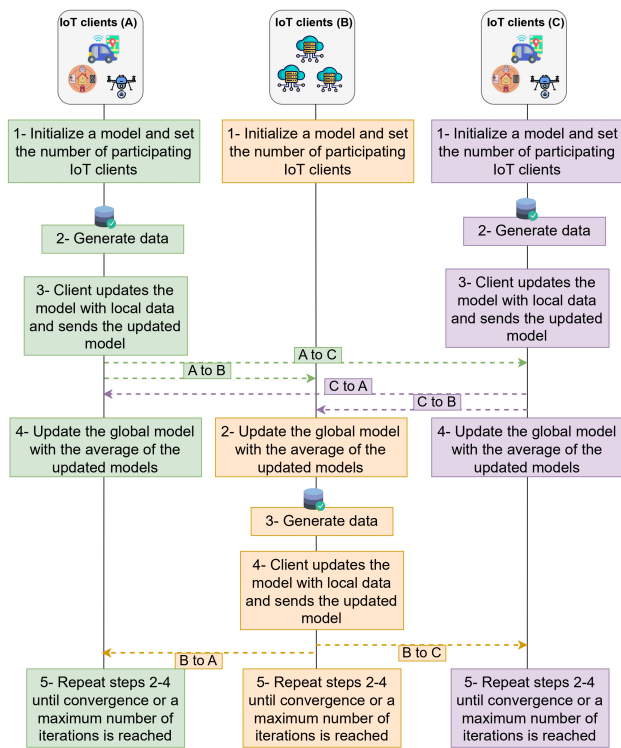 IoT clients (A)
IoT clients (B)
IoT clients (C)
1- Initialize a model and set
the number of participating
IoT clients
1- Initialize a model and set
the number of participating
IoT clients
1- Initialize a model and set
the number of participating
IoT clients
2- Generate data
2- Generate data
3- Client updates the
model with local data
and sends the updated
model
3- Client updates the
model with local data
and sends the updated
model
A to C
A to B
C to A
C to B
4- Update the global model
with the average of the
updated models
2- Update the global model
with the average of the
updated models
4- Update the global model
with the average of the
updated models
3- Generate data
4- Client updates the
model with local data
and sends the updated
model
B to C
B to A
5- Repeat steps 2-4
until convergence or a
maximum number of
iterations is reached
5- Repeat steps 2-4
until convergence or a
maximum number of
iterations is reached
5- Repeat steps 2-4
until convergence or a
maximum number of
iterations is reached